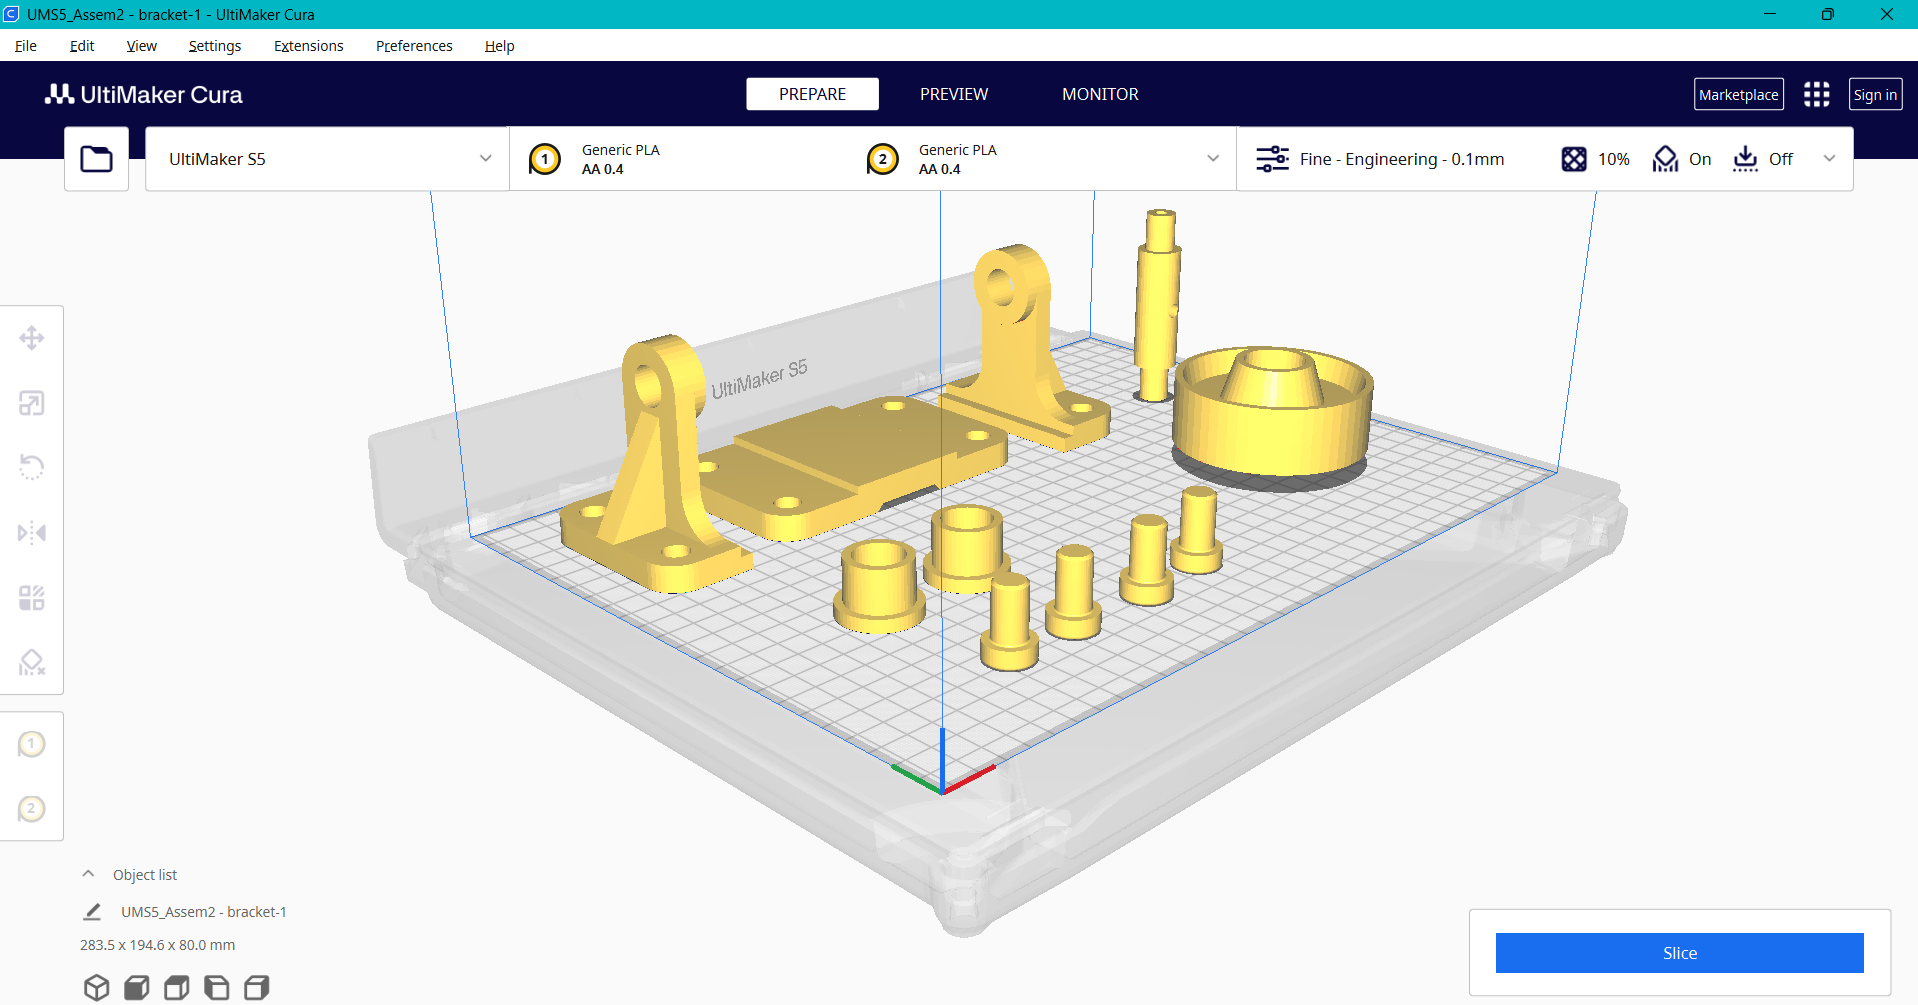 UMS5_Assem2 - bracket-1 - UltiMaker Cura
File Edit View Settings Extensions Preferences Help
UltiMaker Cura
PREPARE PREVIEW MONITOR
Marketplace
Sign in
UltiMaker S5
1 Generic PLA
AA 0.4
2 Generic PLA
AA 0.4
Fine - Engineering - 0.1mm 10% On Off
UltiMaker S5
1
2
Object list
UMS5_Assem2 - bracket-1
283.5 x 194.6 x 80.0 mm
Slice